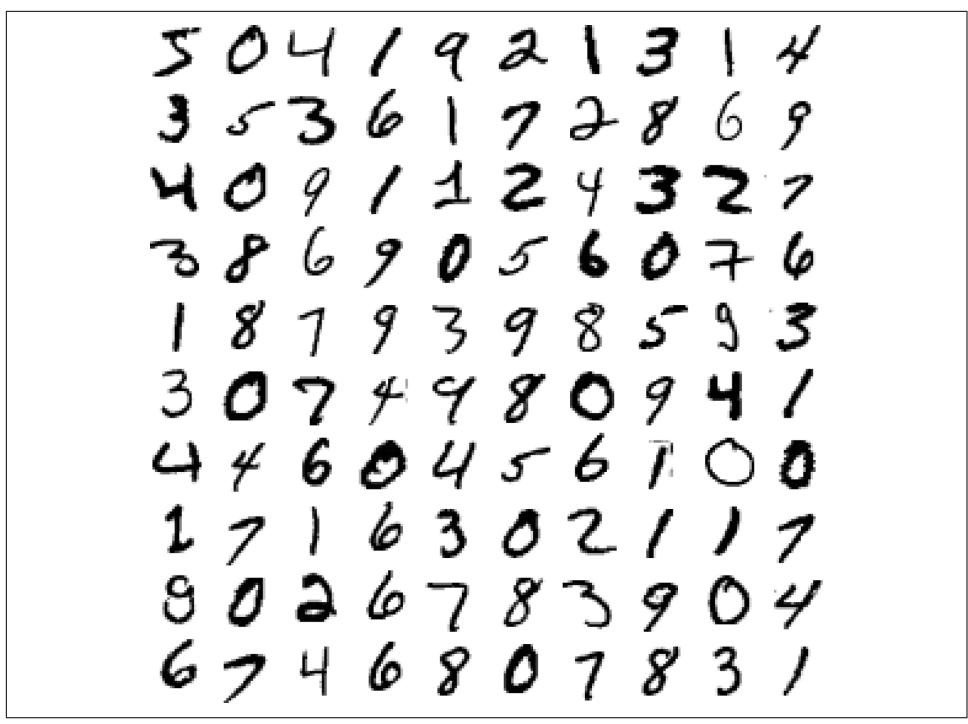 5 0 4 1 9 2 1 3 1 4
3 5 3 6 1 7 2 8 6 9
4 0 9 1 1 2 4 3 2 7
3 8 6 9 0 5 6 0 7 6
1 8 7 9 3 9 8 5 9 3
3 0 7 4 9 8 0 9 4 1
4 4 6 0 4 5 6 1 0 0
1 7 1 6 3 0 2 1 1 7
8 0 2 6 7 8 3 9 0 4
6 7 4 6 8 0 7 8 3 1